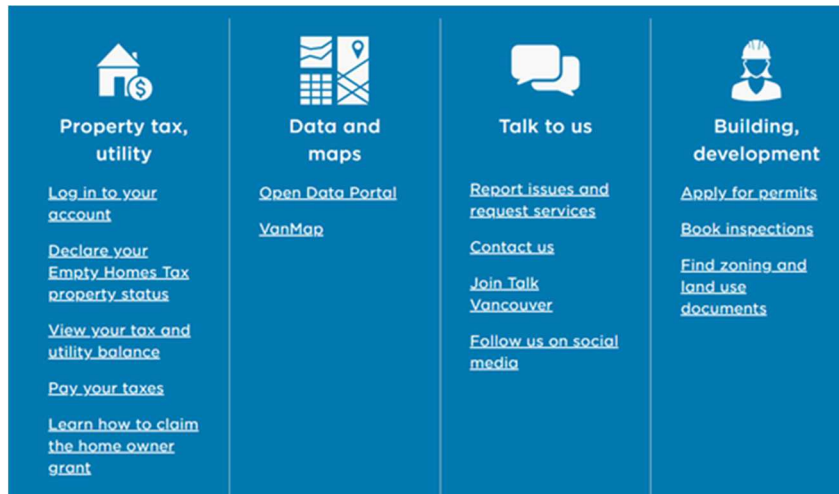 Property tax,
utility
Log in to your
account
Declare your
Empty Homes Tax
property status
View your tax and
utility balance
Pay your taxes
Learn how to claim
the home owner
grant
Data and
maps
Open Data Portal
VanMap
Talk to us
Report issues and
request services
Contact us
Join Talk
Vancouver
Follow us on social
media
Building,
development
Apply for permits
Book inspections
Find zoning and
land use
documents